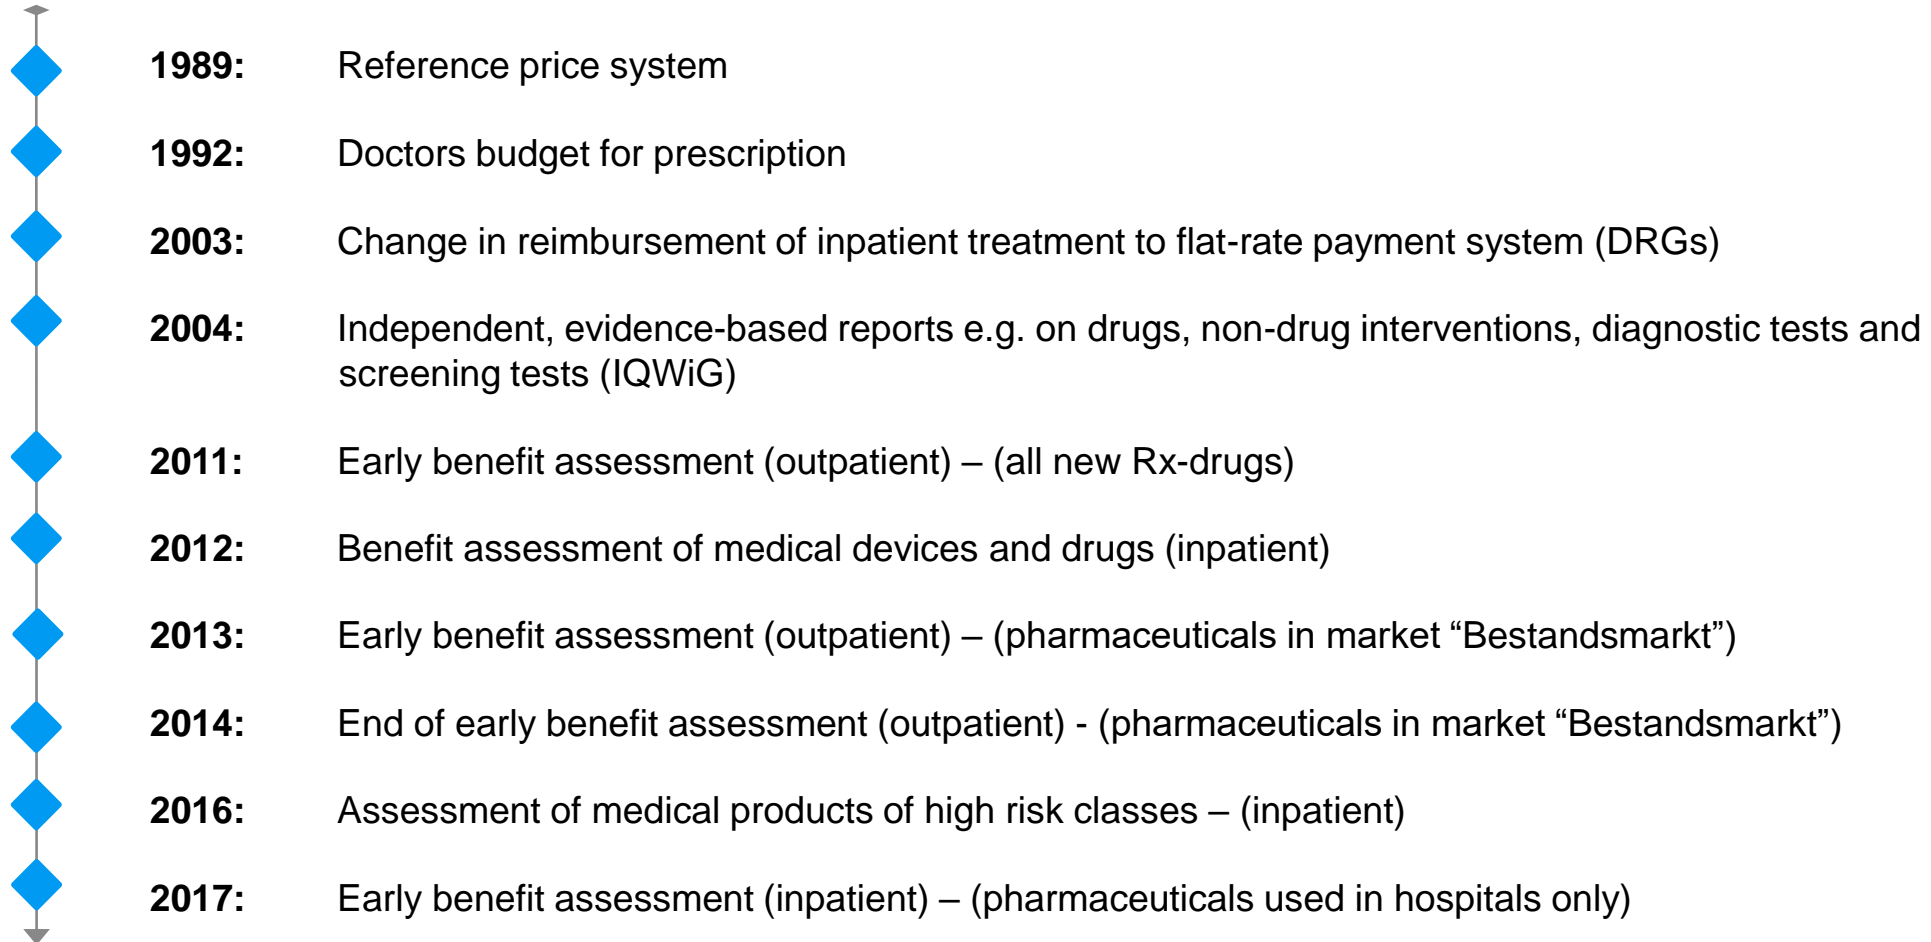 1989: Reference price system
1992: Doctors budget for prescription
2003: Change in reimbursement of inpatient treatment to flat-rate payment system (DRGs)
2004: Independent, evidence-based reports e.g. on drugs, non-drug interventions, diagnostic tests and
screening tests (IQWiG)
2011: Early benefit assessment (outpatient) – (all new Rx-drugs)
2012: Benefit assessment of medical devices and drugs (inpatient)
2013: Early benefit assessment (outpatient) – (pharmaceuticals in market “Bestandsmarkt”)
2014: End of early benefit assessment (outpatient) - (pharmaceuticals in market “Bestandsmarkt”)
2016: Assessment of medical products of high risk classes – (inpatient)
2017: Early benefit assessment (inpatient) – (pharmaceuticals used in hospitals only)